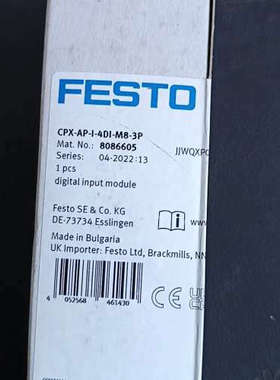 FESTO
CPX-AP-I-4DI-M8-3P
Mat. No.: 8086605
Series: 04-2022:13
1 pcs
digital input module
Festo SE & Co. KG
DE-73734 Esslingen
Made in Bulgaria
UK Importer: Festo Ltd, Brackmills, NN
4 052568 461430